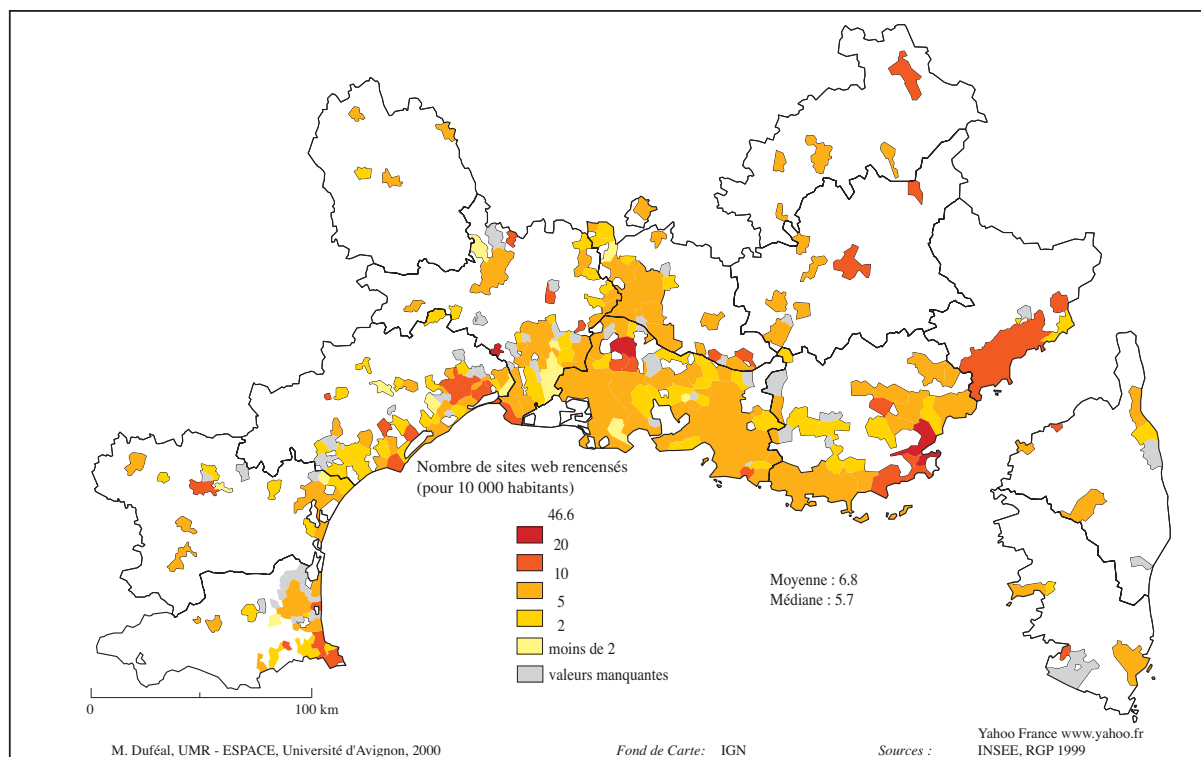 Nombre de sites web rencensés
(pour 10 000 habitants)
46.6
20
10
5
2
moins de 2
valeurs manquantes
Moyenne : 6.8
Médiane : 5.7
0 100 km
M. Duféal, UMR - ESPACE, Université d'Avignon, 2000
Fond de Carte: IGN
Sources :
Yahoo France www.yahoo.fr
INSEE, RGP 1999